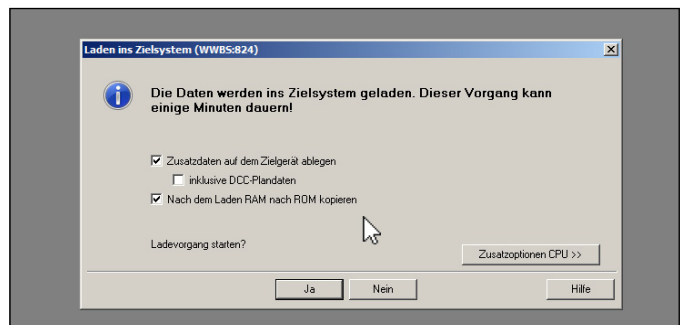 Laden ins Zielsystem (WWBS:824)
Die Daten werden ins Zielsystem geladen. Dieser Vorgang kann
einige Minuten dauern!
Zusatzdaten auf dem Zielgerät ablegen
inklusive DCC-Plandaten
Nach dem Laden RAM nach ROM kopieren
Ladevorgang starten?
Zusatzoptionen CPU >>
Ja Nein Hilfe